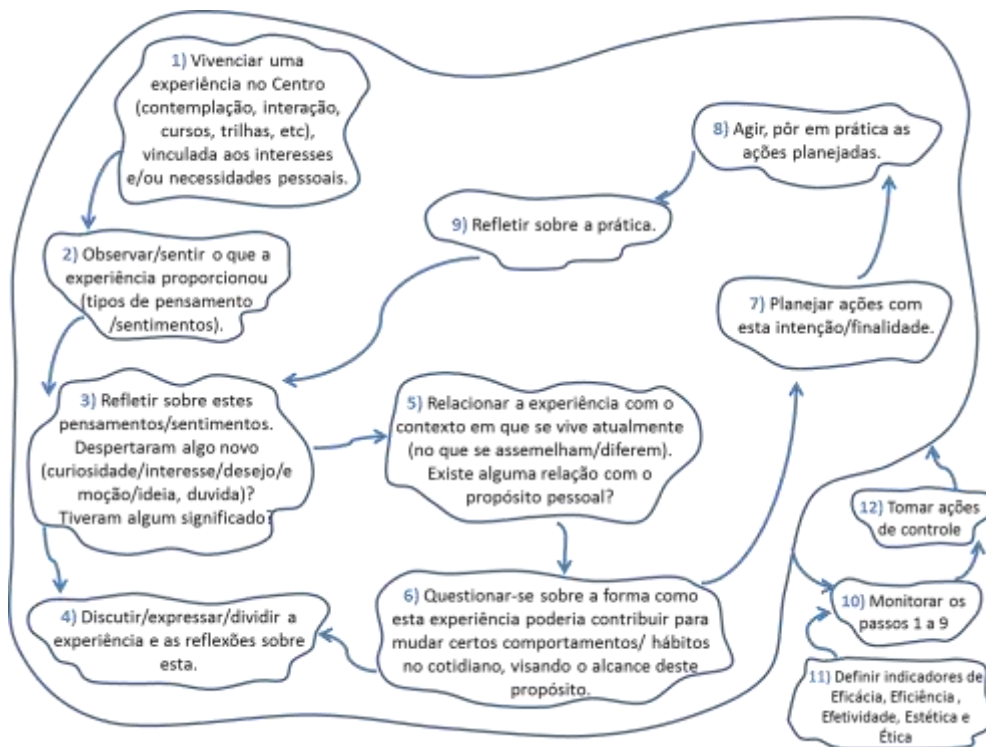 1) Vivenciar uma
experiência no Centro
(contemplação, interação,
cursos, trilhas, etc),
vinculada aos interesses
e/ou necessidades pessoais.
2) Observar/sentir o que a
experiência proporcionou
(tipos de pensamento
/sentimentos).
3) Refletir sobre estes
pensamentos/sentimentos.
Despertaram algo novo
(curiosidade/interesse/desejo/e
moção/ideia, duvida)?
Tiveram algum significado?
4) Discutir/expressar/dividir a
experiência e as reflexões sobre
esta.
5) Relacionar a experiência com o
contexto em que se vive atualmente
(no que se assemelham/diferem).
Existe alguma relação com o
propósito pessoal?
6) Questionar-se sobre a forma como
esta experiência poderia contribuir para
mudar certos comportamentos/ hábitos
no cotidiano, visando o alcance deste
propósito.
7) Planejar ações com
esta intenção/finalidade.
8) Agir, pôr em prática as
ações planejadas.
9) Refletir sobre a prática.
10) Monitorar os
passos 1 a 9
11) Definir indicadores de
Eficácia, Eficiência ,
Efetividade, Estética e
Ética
12) Tomar ações
de controle